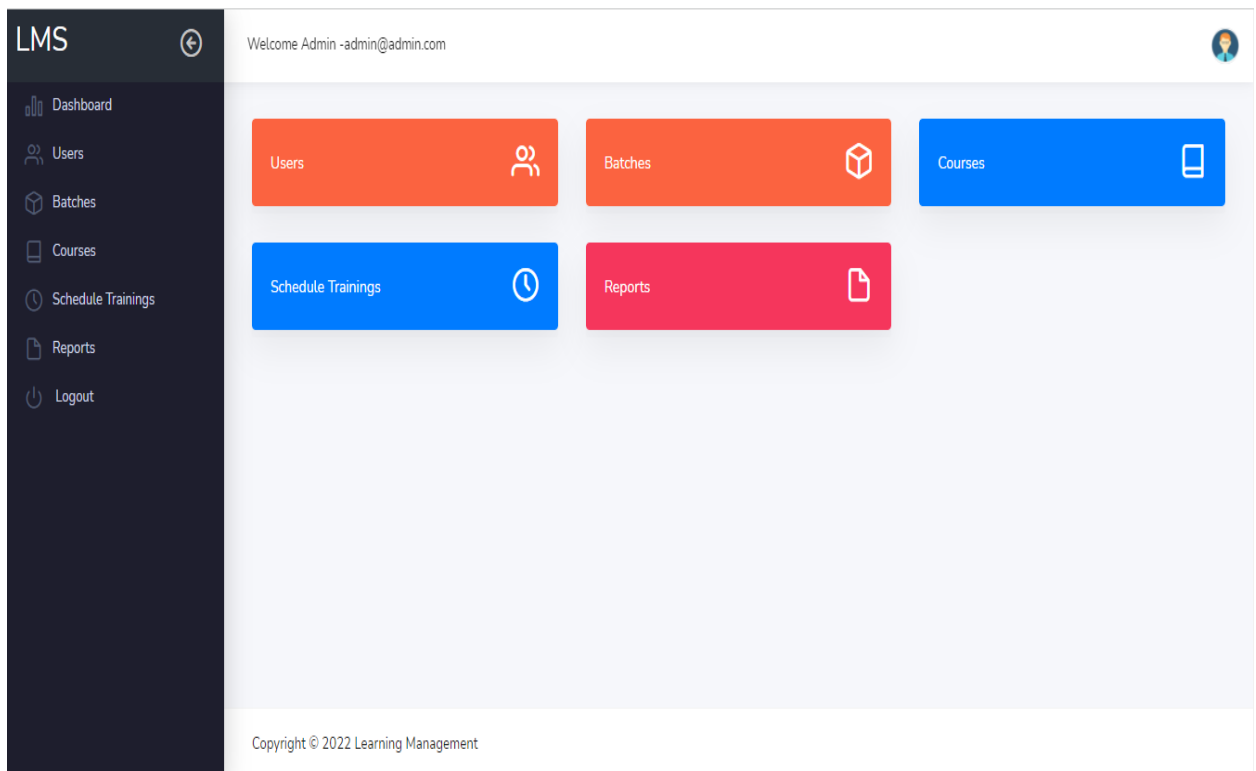 LMS
Dashboard
Users
Batches
Courses
Schedule Trainings
Reports
Logout
Welcome Admin -admin@admin.com
Users
Batches
Courses
Schedule Trainings
Reports
Copyright © 2022 Learning Management